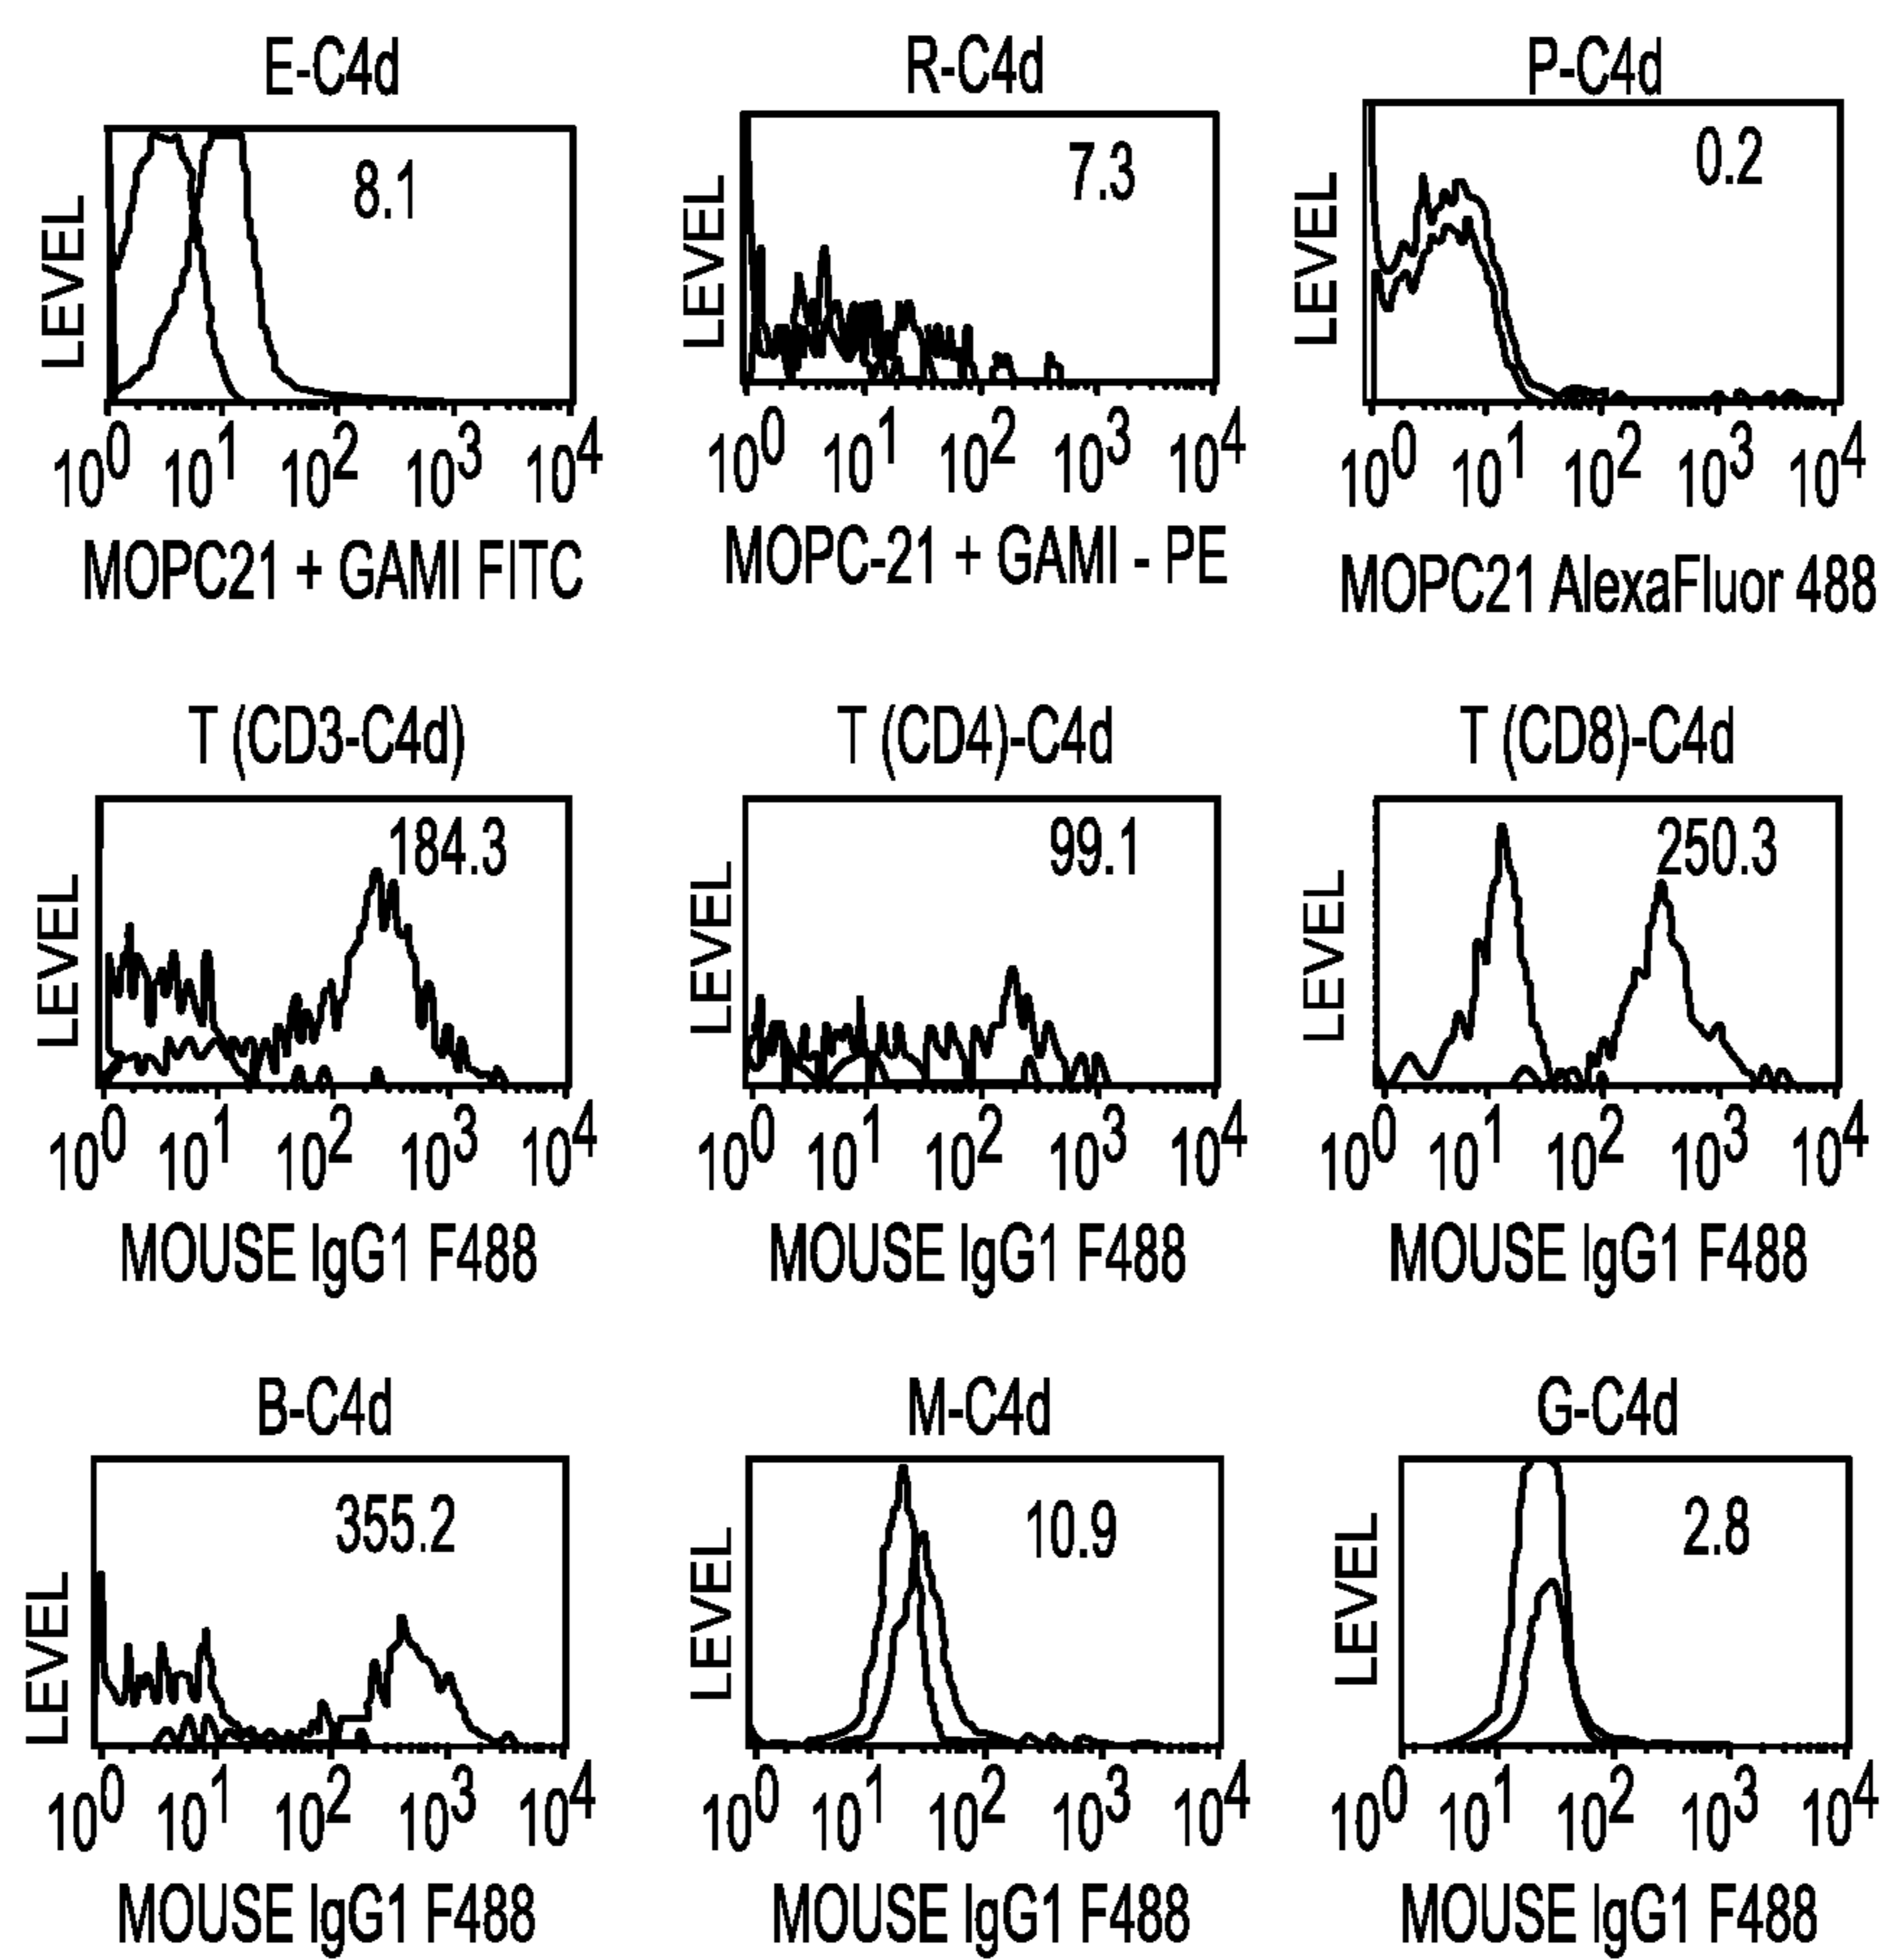 E-C4d R-C4d P-C4d
LEVEL 8.1 LEVEL 7.3 LEVEL 0.2
10^0 10^1 10^2 10^3 10^4 10^0 10^1 10^2 10^3 10^4 10^0 10^1 10^2 10^3 10^4
MOPC21 + GAMI FITC MOPC-21 + GAMI - PE MOPC21 AlexaFluor 488
T (CD3-C4d) T (CD4)-C4d T (CD8)-C4d
LEVEL 184.3 LEVEL 99.1 LEVEL 250.3
10^0 10^1 10^2 10^3 10^4 10^0 10^1 10^2 10^3 10^4 10^0 10^1 10^2 10^3 10^4
MOUSE IgG1 F488 MOUSE IgG1 F488 MOUSE IgG1 F488
B-C4d M-C4d G-C4d
LEVEL 355.2 LEVEL 10.9 LEVEL 2.8
10^0 10^1 10^2 10^3 10^4 10^0 10^1 10^2 10^3 10^4 10^0 10^1 10^2 10^3 10^4
MOUSE IgG1 F488 MOUSE IgG1 F488 MOUSE IgG1 F488